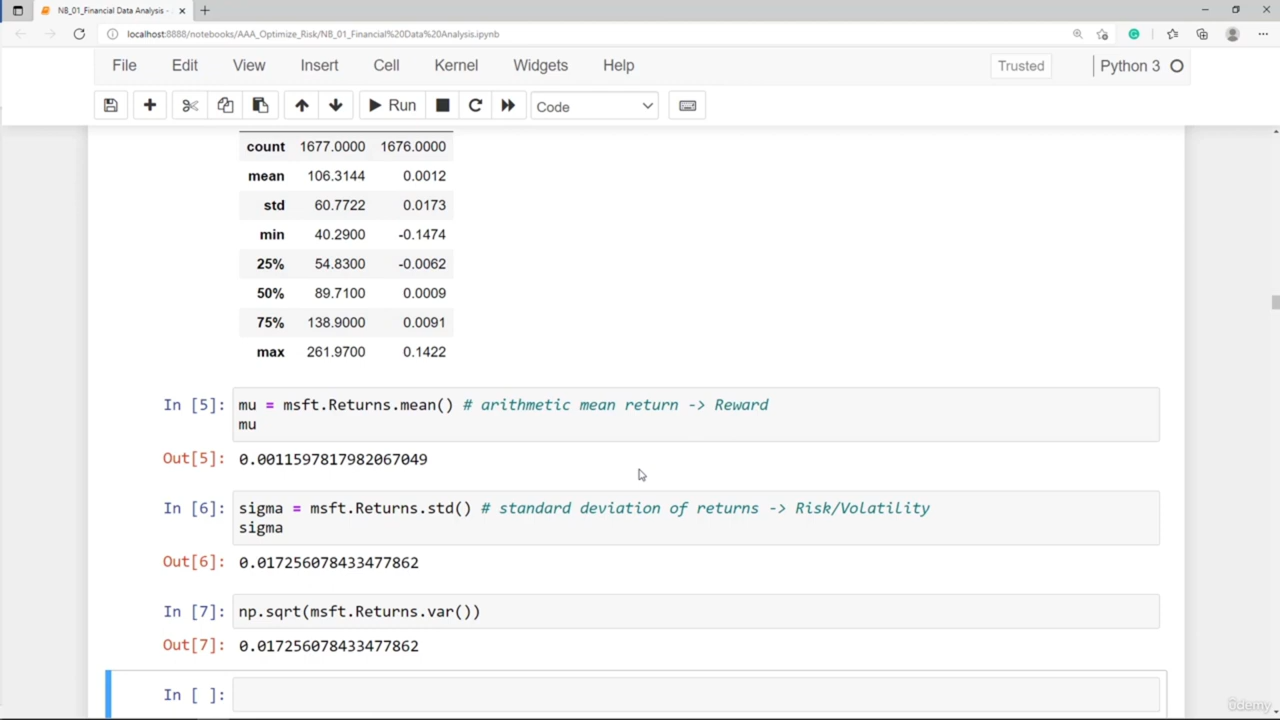 NB_01_Financial Data Analysis -
localhost:8888/notebooks/AAA_Optimize_Risk/NB_01_Financial%20Data%20Analysis.ipynb
File Edit View Insert Cell Kernel Widgets Help Trusted Python 3
Run Code
count 1677.0000 1676.0000
mean 106.3144 0.0012
std 60.7722 0.0173
min 40.2900 -0.1474
25% 54.8300 -0.0062
50% 89.7100 0.0009
75% 138.9000 0.0091
max 261.9700 0.1422
In [5]: mu = msft.Returns.mean() # arithmetic mean return -> Reward
mu
Out[5]: 0.0011597817982067049
In [6]: sigma = msft.Returns.std() # standard deviation of returns -> Risk/Volatility
sigma
Out[6]: 0.017256078433477862
In [7]: np.sqrt(msft.Returns.var())
Out[7]: 0.017256078433477862
In [ ]:
ûdemy